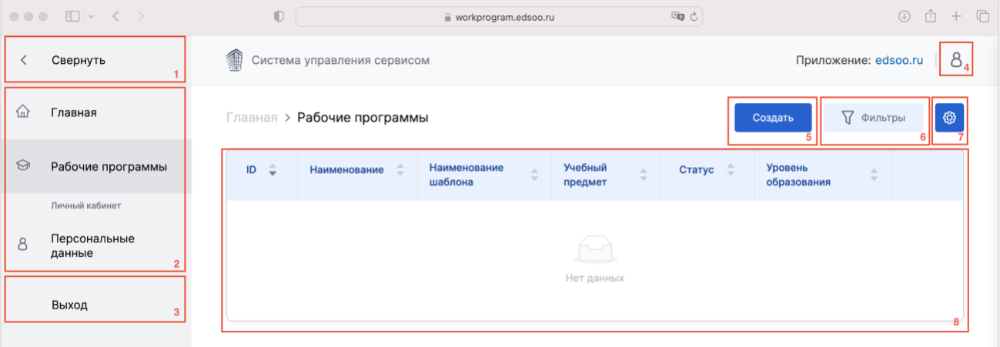 workprogram.edsoo.ru
Свернуть
1
Система управления сервисом
Приложение: edsoo.ru
4
Главная
Рабочие программы
Личный кабинет
Персональные
данные
2
Выход
3
Главная > Рабочие программы
Создать
5
Фильтры
6
7
ID
Наименование
Наименование
шаблона
Учебный
предмет
Статус
Уровень
образования
Нет данных
8